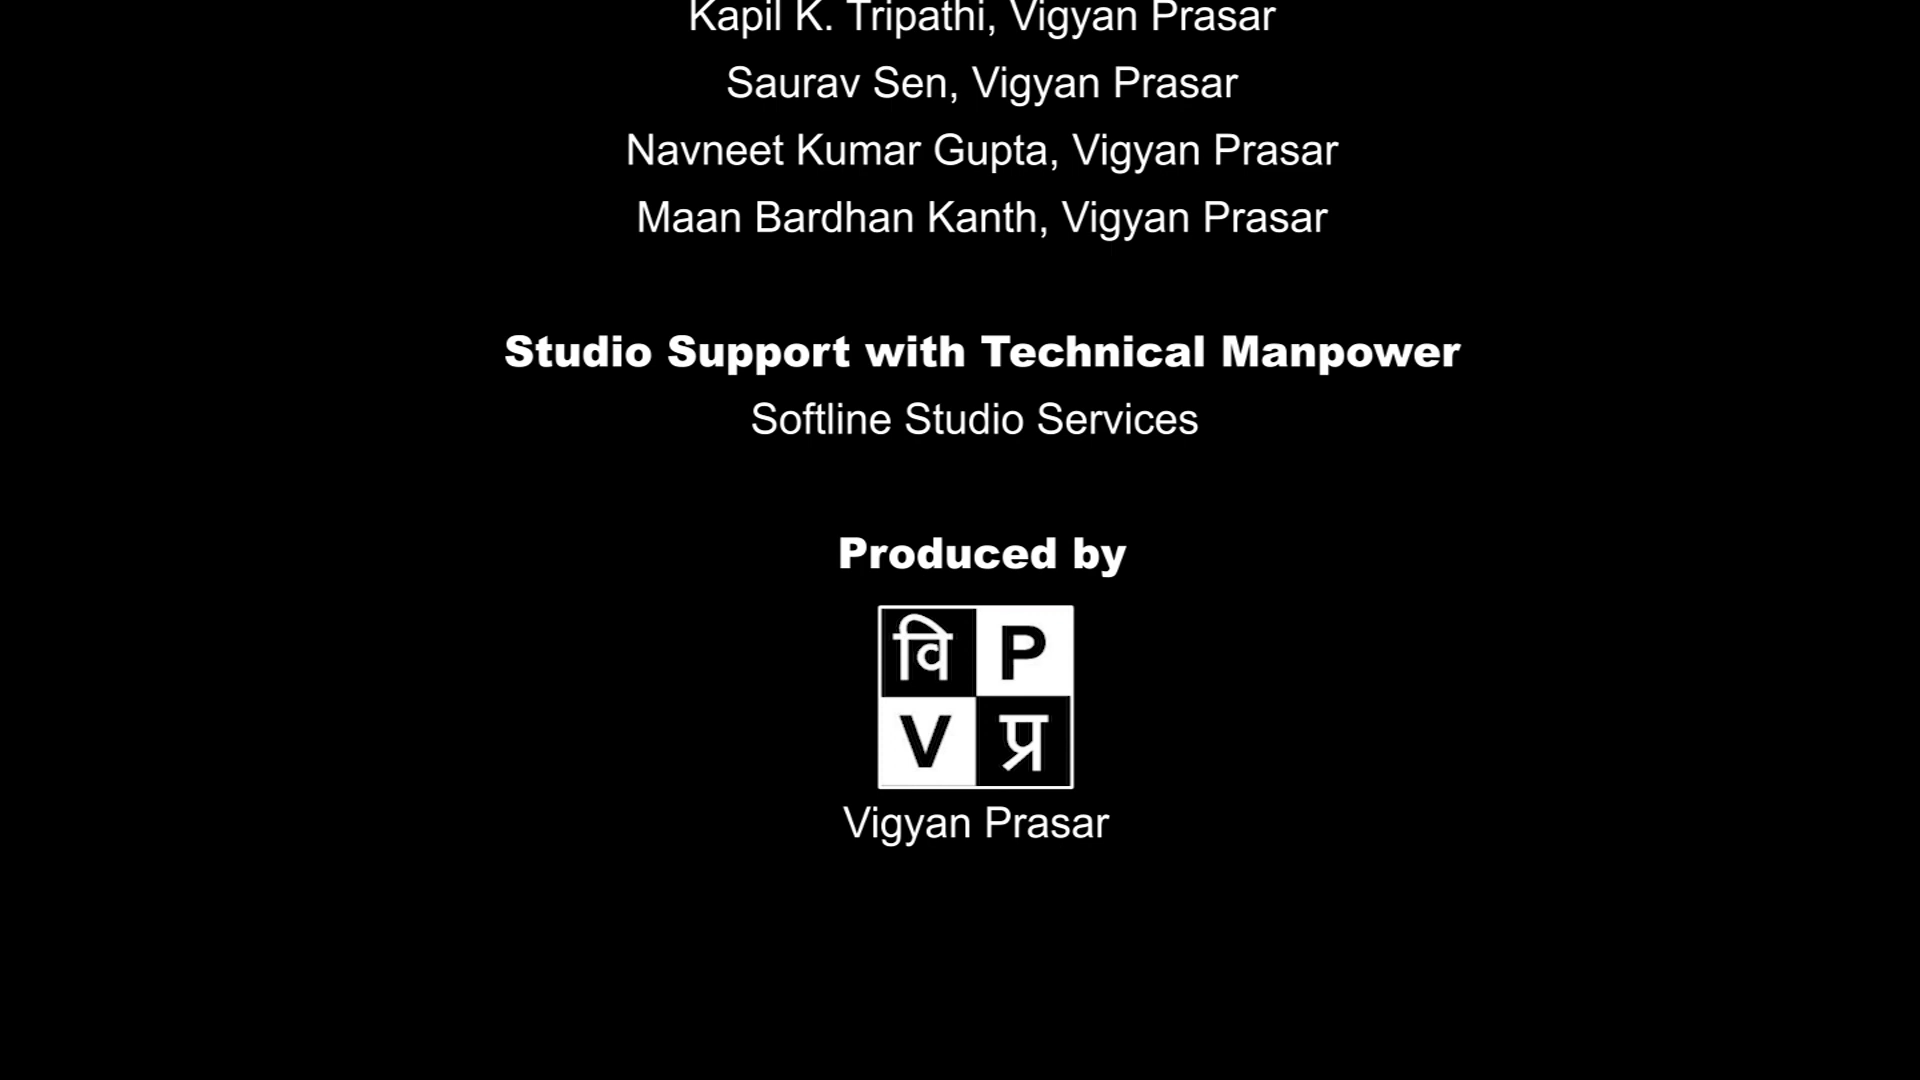 Kapil K. Tripathi, Vigyan Prasar
Saurav Sen, Vigyan Prasar
Navneet Kumar Gupta, Vigyan Prasar
Maan Bardhan Kanth, Vigyan Prasar
Studio Support with Technical Manpower
Softline Studio Services
Produced by
वि P
V प्र
Vigyan Prasar